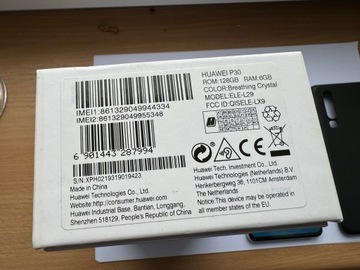 HUAWEI P30
ROM:128GB RAM:6GB
COLOR:Breathing Crystal
MODEL:ELE-L29
FCC ID:QISELE-LX9
IMEI1:861329049944334
IMEI2:861329049955348
6 901443 287994
S/N:XPH0219319019423
Made in China
Huawei Technologies Co., Ltd.
www.huawei.com
Huawei Industrial Base, Bantian, Longgang,
Shenzhen 518129, People's Republic of China
Huawei Tech. Investment Co., Ltd.
Huawei Technologies (Netherlands) B.V.
Herikerbergweg 36, 1101CM Amsterdam
The Netherlands
Notice:This device may be operated in
all member states of the EU.